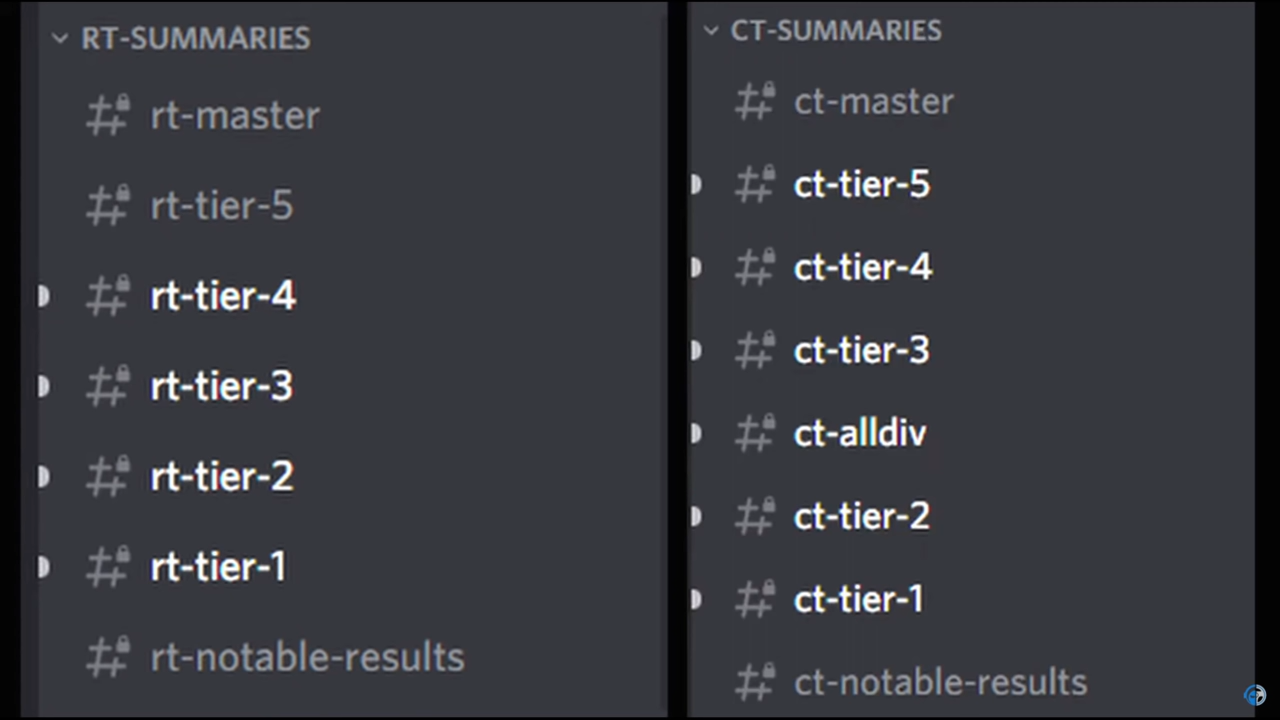 RT-SUMMARIES
rt-master
rt-tier-5
rt-tier-4
rt-tier-3
rt-tier-2
rt-tier-1
rt-notable-results
CT-SUMMARIES
ct-master
ct-tier-5
ct-tier-4
ct-tier-3
ct-alldiv
ct-tier-2
ct-tier-1
ct-notable-results